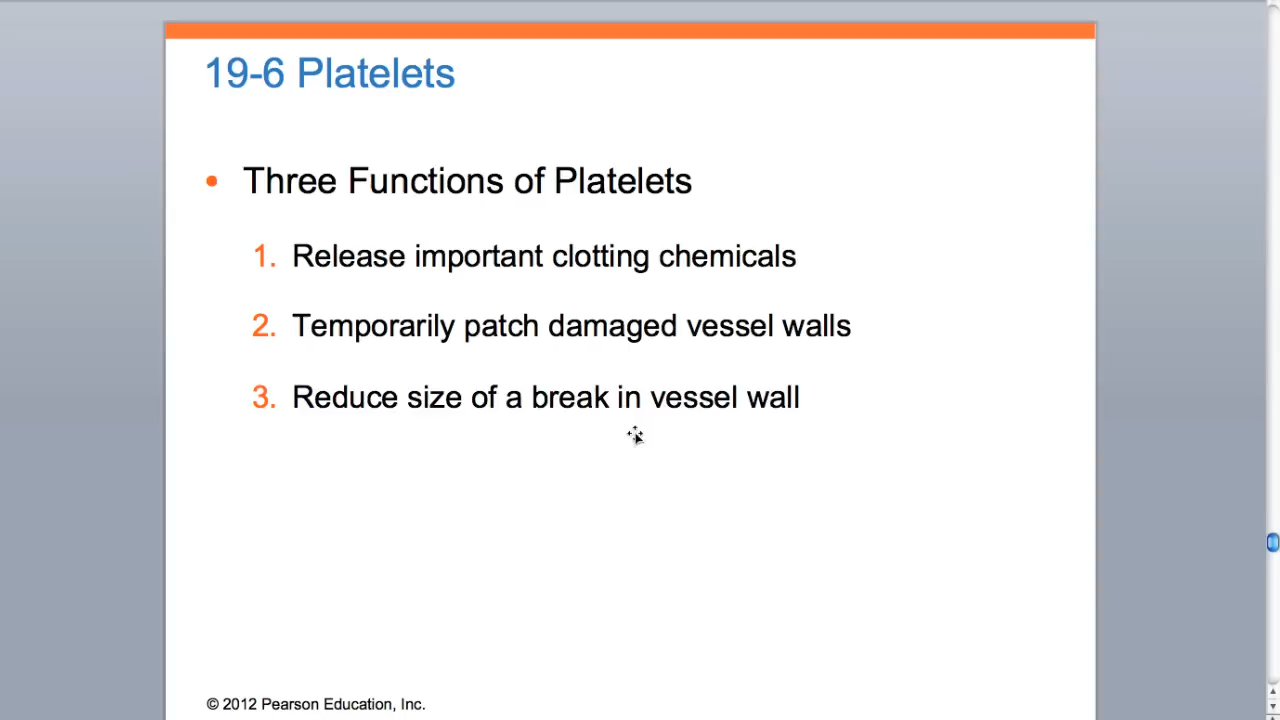 19-6 Platelets
• Three Functions of Platelets
1. Release important clotting chemicals
2. Temporarily patch damaged vessel walls
3. Reduce size of a break in vessel wall
© 2012 Pearson Education, Inc.